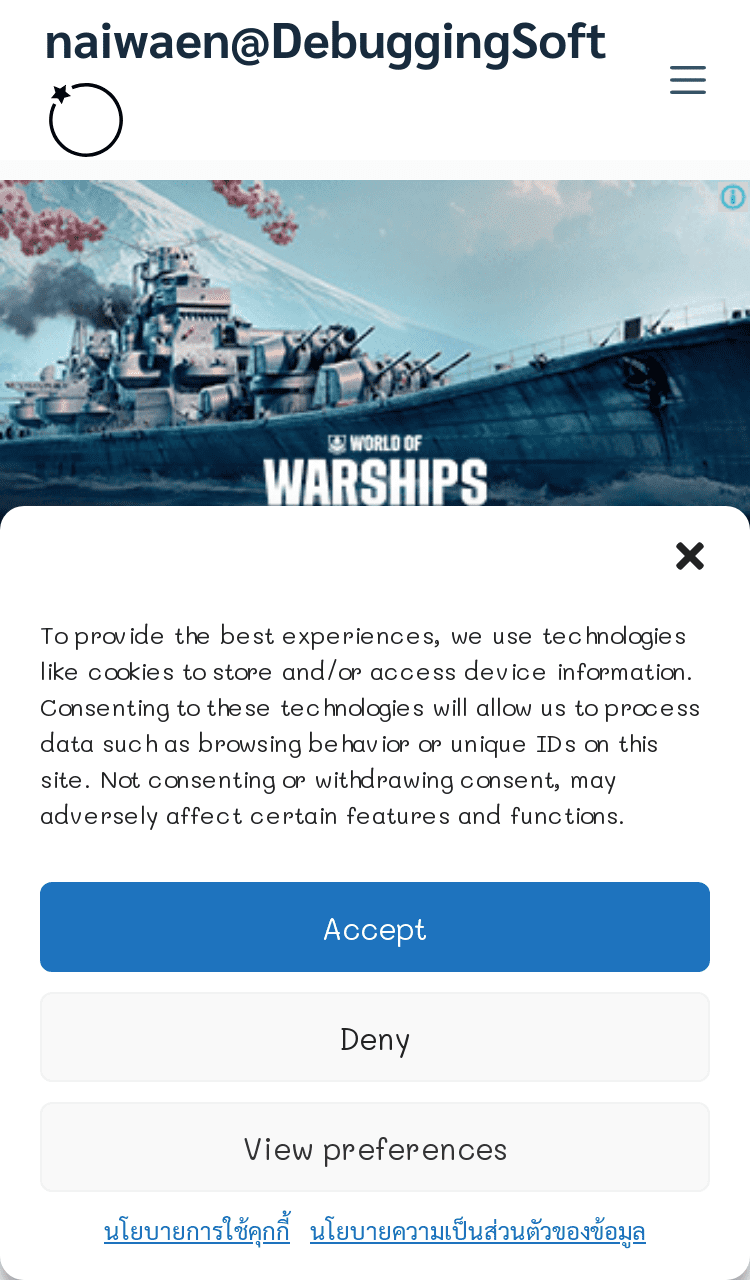 naiwaen@DebuggingSoft
WORLD OF
WARSHIPS
To provide the best experiences, we use technologies
like cookies to store and/or access device information.
Consenting to these technologies will allow us to process
data such as browsing behavior or unique IDs on this
site. Not consenting or withdrawing consent, may
adversely affect certain features and functions.
Accept
Deny
View preferences
นโยบายการใช้คุกกี้ นโยบายความเป็นส่วนตัวของข้อมูล